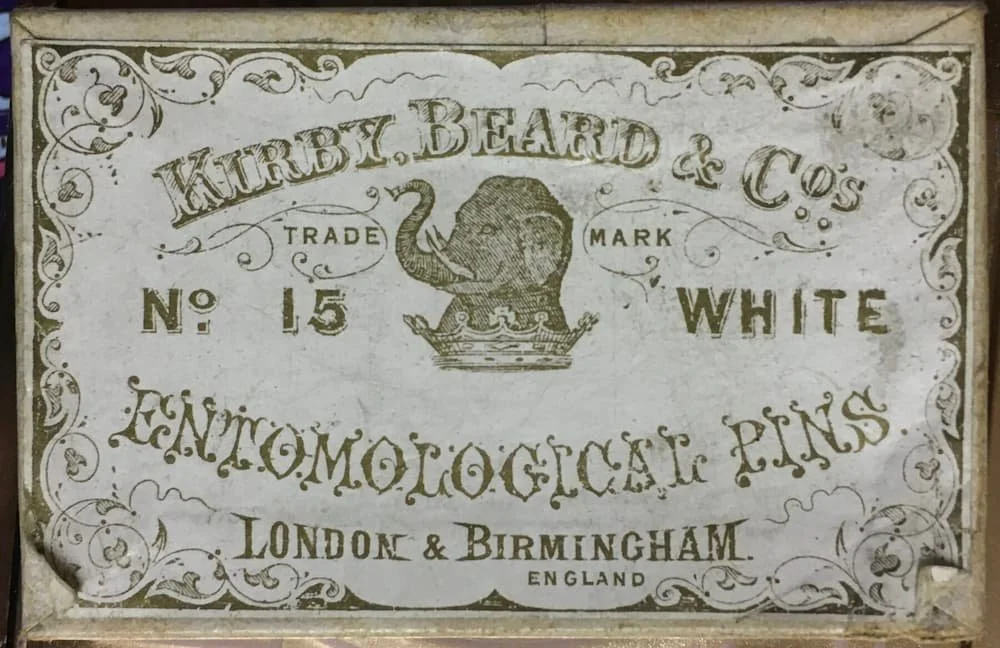 KIRBY, BEARD & Co's
TRADE MARK
No. 15 WHITE
ENTOMOLOGICAL PINS.
LONDON & BIRMINGHAM.
ENGLAND